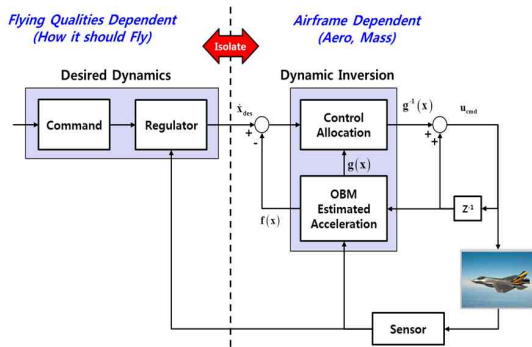 Flying Qualities Dependent
(How it should Fly)
Airframe Dependent
(Aero, Mass)
Isolate
Desired Dynamics
Dynamic Inversion
Command
Regulator
ẋdes
+
-
Control
Allocation
g⁻¹(x)
ucmd
+
+
g(x)
OBM
Estimated
Acceleration
f(x)
Z⁻¹
Sensor